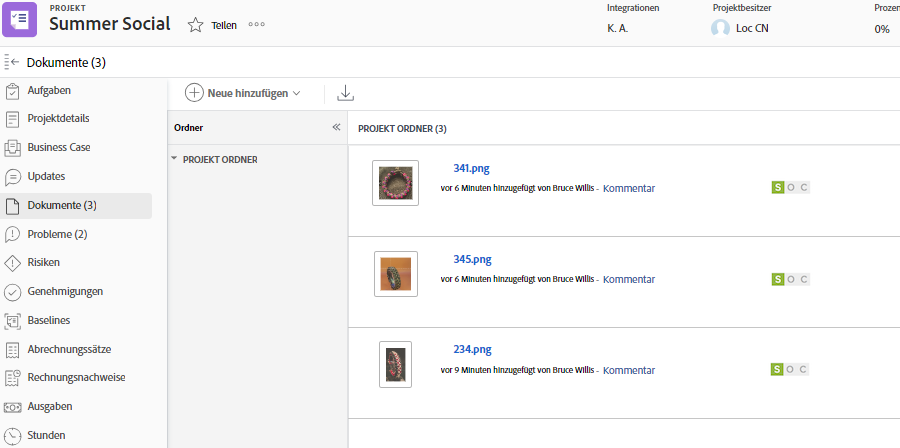 PROJEKT
Summer Social
Teilen
Integrationen
K. A.
Projektbesitzer
Loc CN
Prozen
0%
Dokumente (3)
Aufgaben
Projektdetails
Business Case
Updates
Dokumente (3)
Probleme (2)
Risiken
Genehmigungen
Baselines
Abrechnungssätze
Rechnungsnachweise
Ausgaben
Stunden
Neue hinzufügen
Ordner
PROJEKT ORDNER
PROJEKT ORDNER (3)
341.png
vor 6 Minuten hinzugefügt von Bruce Willis - Kommentar
S O C
345.png
vor 6 Minuten hinzugefügt von Bruce Willis - Kommentar
S O C
234.png
vor 9 Minuten hinzugefügt von Bruce Willis - Kommentar
S O C